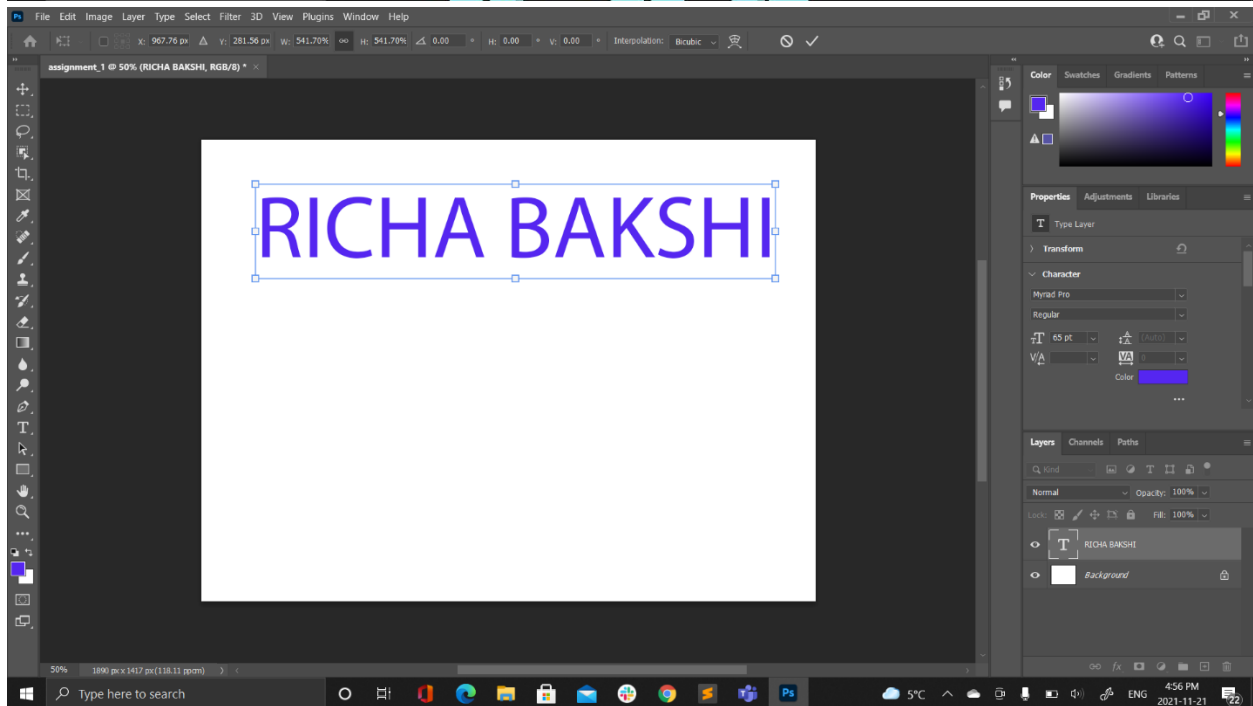 File Edit Image Layer Type Select Filter 3D View Plugins Window Help
X: 967.76 px Y: 281.56 px W: 541.70% H: 541.70% 0.00 ° H: 0.00 ° V: 0.00 ° Interpolation: Bicubic
assignment_1 @ 50% (RICHA BAKSHI, RGB/8) * ×
RICHA BAKSHI
Color Swatches Gradients Patterns
Properties Adjustments Libraries
T Type Layer
Transform
Character
Myriad Pro
Regular
65 pt (Auto)
V/A VA 0
Color
Layers Channels Paths
Kind
Normal Opacity: 100%
Lock: Fill: 100%
T RICHA BAKSHI
Background
fx
50% 1890 px x 1417 px (118.11 ppcm)
Type here to search
Ps
5°C ENG 4:56 PM
2021-11-21
22